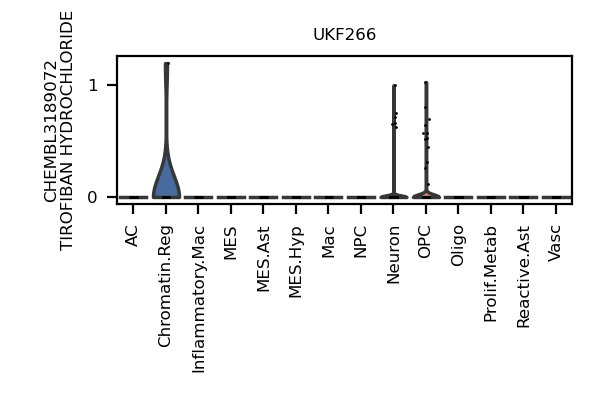 UKF266
CHEMBL3189072
TIROFIBAN HYDROCHLORIDE
1
0
AC
Chromatin.Reg
Inflammatory.Mac
MES
MES.Ast
MES.Hyp
Mac
NPC
Neuron
OPC
Oligo
Prolif.Metab
Reactive.Ast
Vasc